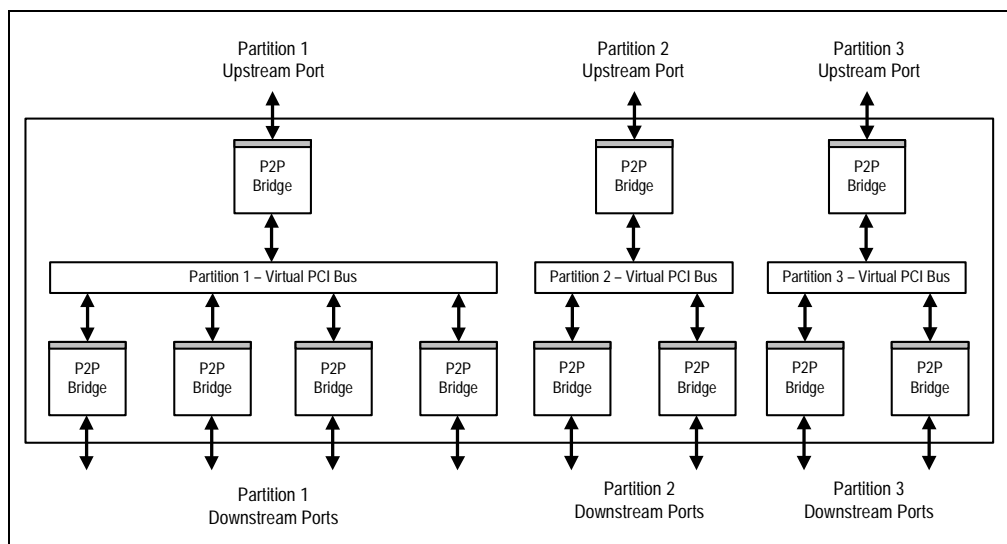 Partition 1
Upstream Port
Partition 2
Upstream Port
Partition 3
Upstream Port
P2P
Bridge
P2P
Bridge
P2P
Bridge
Partition 1 – Virtual PCI Bus
Partition 2 – Virtual PCI Bus
Partition 3 – Virtual PCI Bus
P2P
Bridge
P2P
Bridge
P2P
Bridge
P2P
Bridge
P2P
Bridge
P2P
Bridge
P2P
Bridge
P2P
Bridge
Partition 1
Downstream Ports
Partition 2
Downstream Ports
Partition 3
Downstream Ports